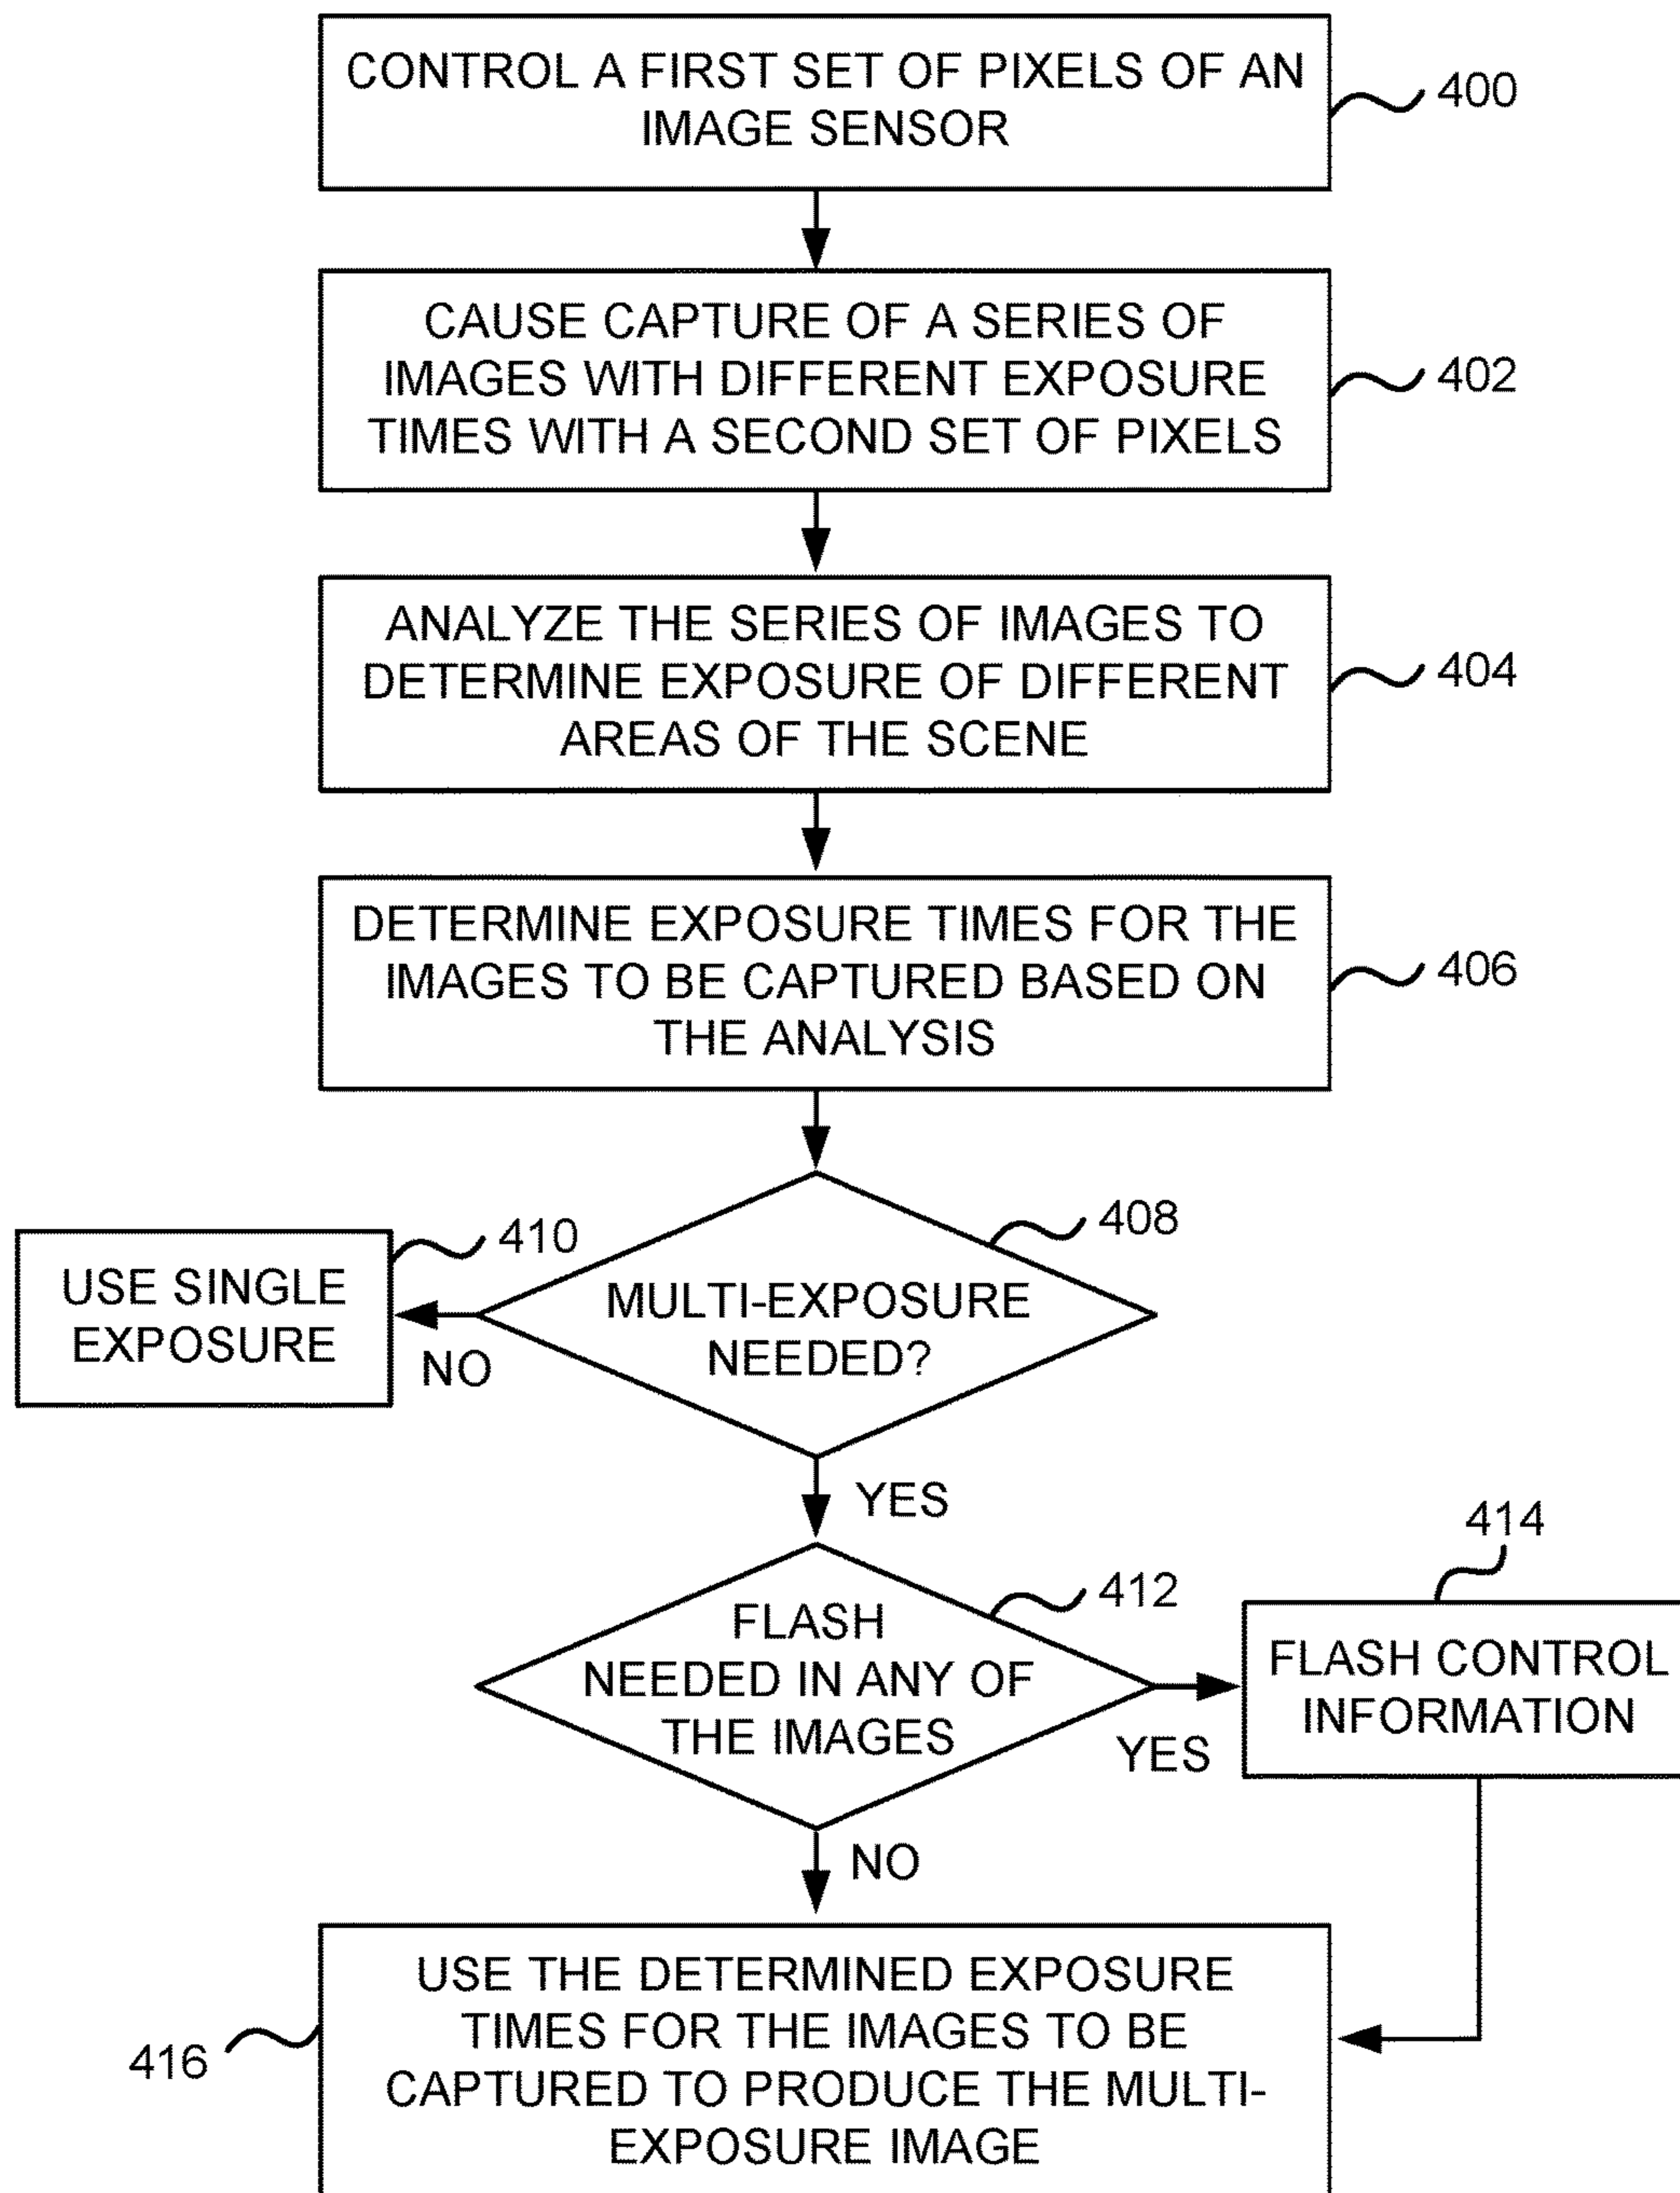 CONTROL A FIRST SET OF PIXELS OF AN
IMAGE SENSOR
400
CAUSE CAPTURE OF A SERIES OF
IMAGES WITH DIFFERENT EXPOSURE
TIMES WITH A SECOND SET OF PIXELS
402
ANALYZE THE SERIES OF IMAGES TO
DETERMINE EXPOSURE OF DIFFERENT
AREAS OF THE SCENE
404
DETERMINE EXPOSURE TIMES FOR THE
IMAGES TO BE CAPTURED BASED ON
THE ANALYSIS
406
408
MULTI-EXPOSURE
NEEDED?
410
USE SINGLE
EXPOSURE
NO
YES
412
FLASH
NEEDED IN ANY OF
THE IMAGES
YES
414
FLASH CONTROL
INFORMATION
NO
USE THE DETERMINED EXPOSURE
TIMES FOR THE IMAGES TO BE
CAPTURED TO PRODUCE THE MULTI-
EXPOSURE IMAGE
416